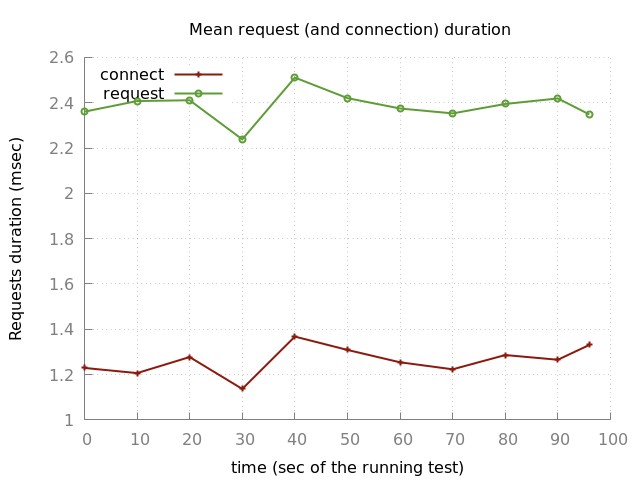 Mean request (and connection) duration
2.6
connect
request
2.4
2.2
2
1.8
1.6
1.4
1.2
1
Requests duration (msec)
0 10 20 30 40 50 60 70 80 90 100
time (sec of the running test)